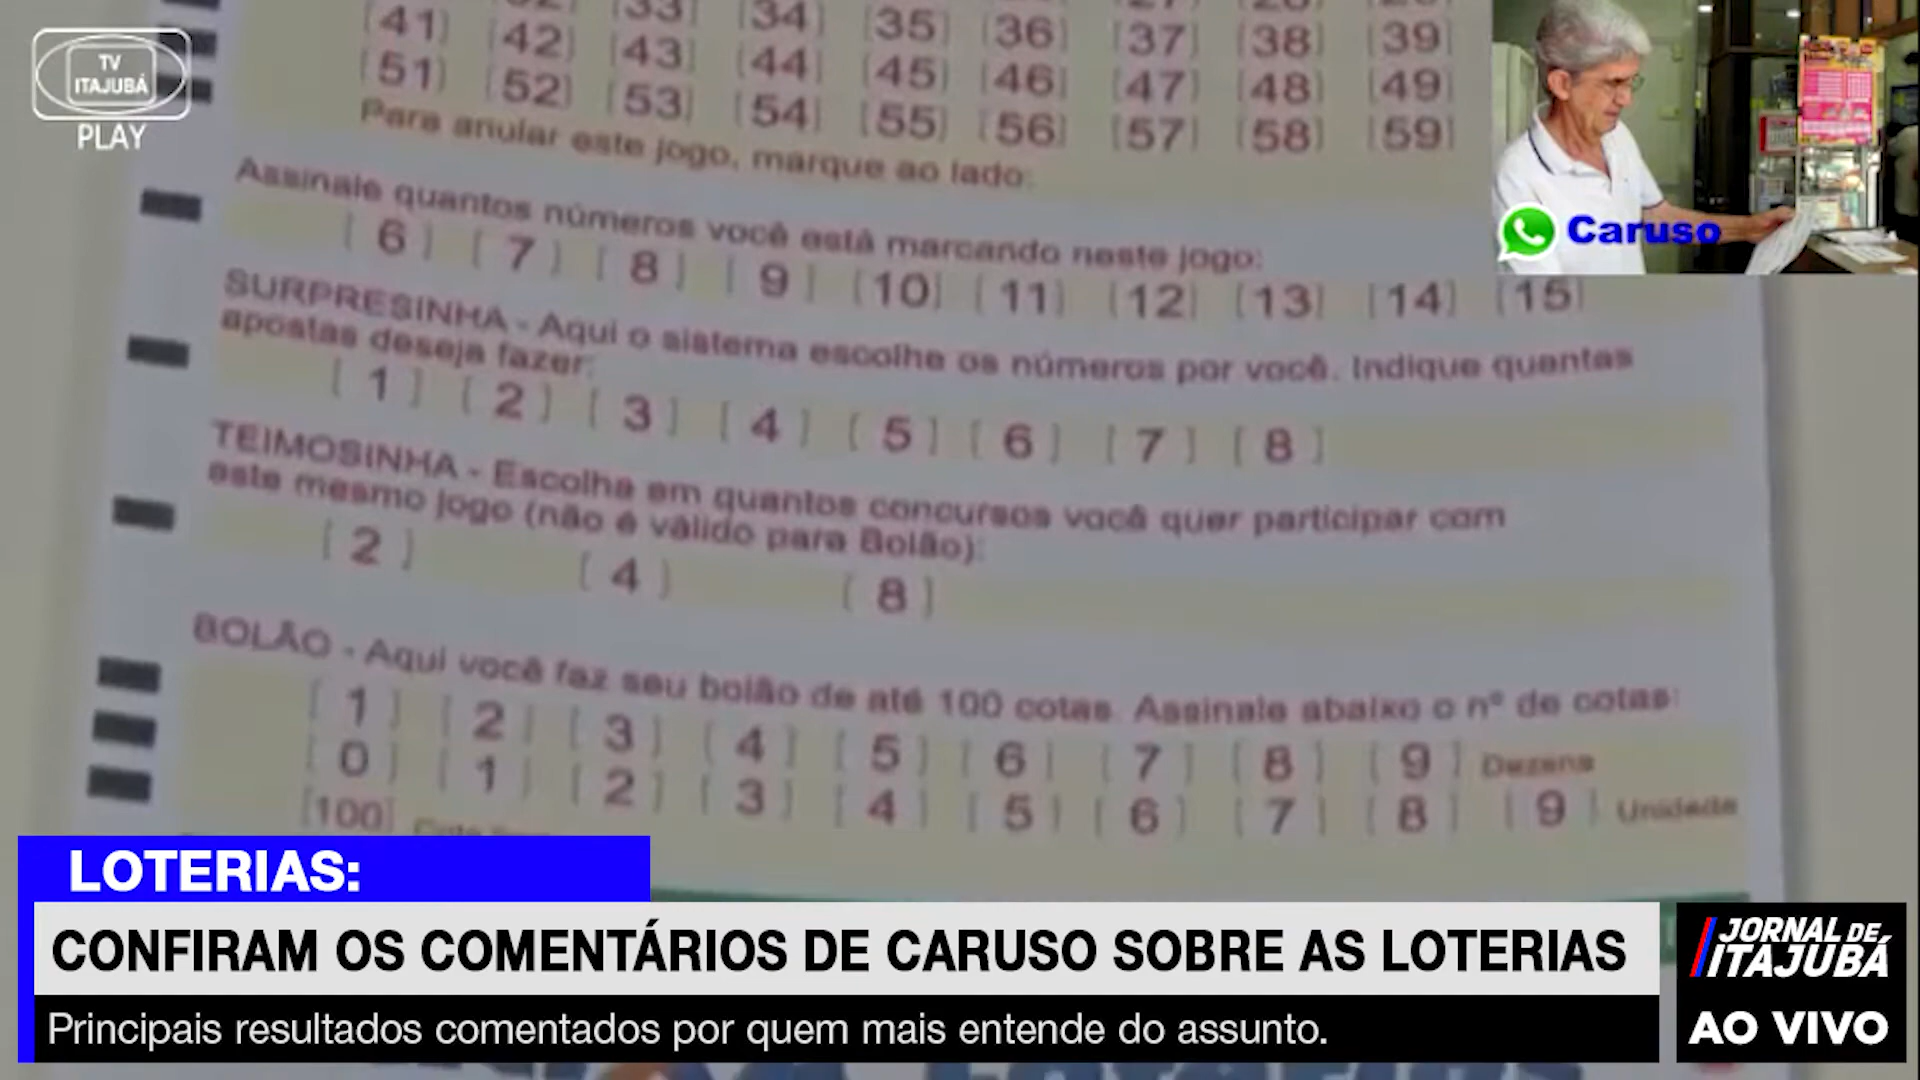 TV
ITAJUBÁ
PLAY
[33] [34] [35] [36] [37] [38] [39]
[41] [42] [43] [44] [45] [46] [47] [48] [49]
[51] [52] [53] [54] [55] [56] [57] [58] [59]
Para anular este jogo, marque ao lado:
Assinale quantos números você está marcando neste jogo:
[ 6 ] [ 7 ] [ 8 ] [ 9 ] [10] [11] [12] [13] [14] [15]
SURPRESINHA - Aqui o sistema escolhe os números por você. Indique quantas
apostas deseja fazer:
[ 1 ] [ 2 ] [ 3 ] [ 4 ] [ 5 ] [ 6 ] [ 7 ] [ 8 ]
TEIMOSINHA - Escolha em quantos concursos você quer participar com
este mesmo jogo (não é válido para Bolão):
[ 2 ] [ 4 ] [ 8 ]
BOLÃO - Aqui você faz seu bolão de até 100 cotas. Assinale abaixo o nº de cotas:
[ 1 ] [ 2 ] [ 3 ] [ 4 ] [ 5 ] [ 6 ] [ 7 ] [ 8 ] [ 9 ] Dezena
[ 0 ] [ 1 ] [ 2 ] [ 3 ] [ 4 ] [ 5 ] [ 6 ] [ 7 ] [ 8 ] [ 9 ] Unidade
[100]
Caruso
LOTERIAS:
CONFIRAM OS COMENTÁRIOS DE CARUSO SOBRE AS LOTERIAS
Principais resultados comentados por quem mais entende do assunto.
JORNAL DE
ITAJUBÁ
AO VIVO